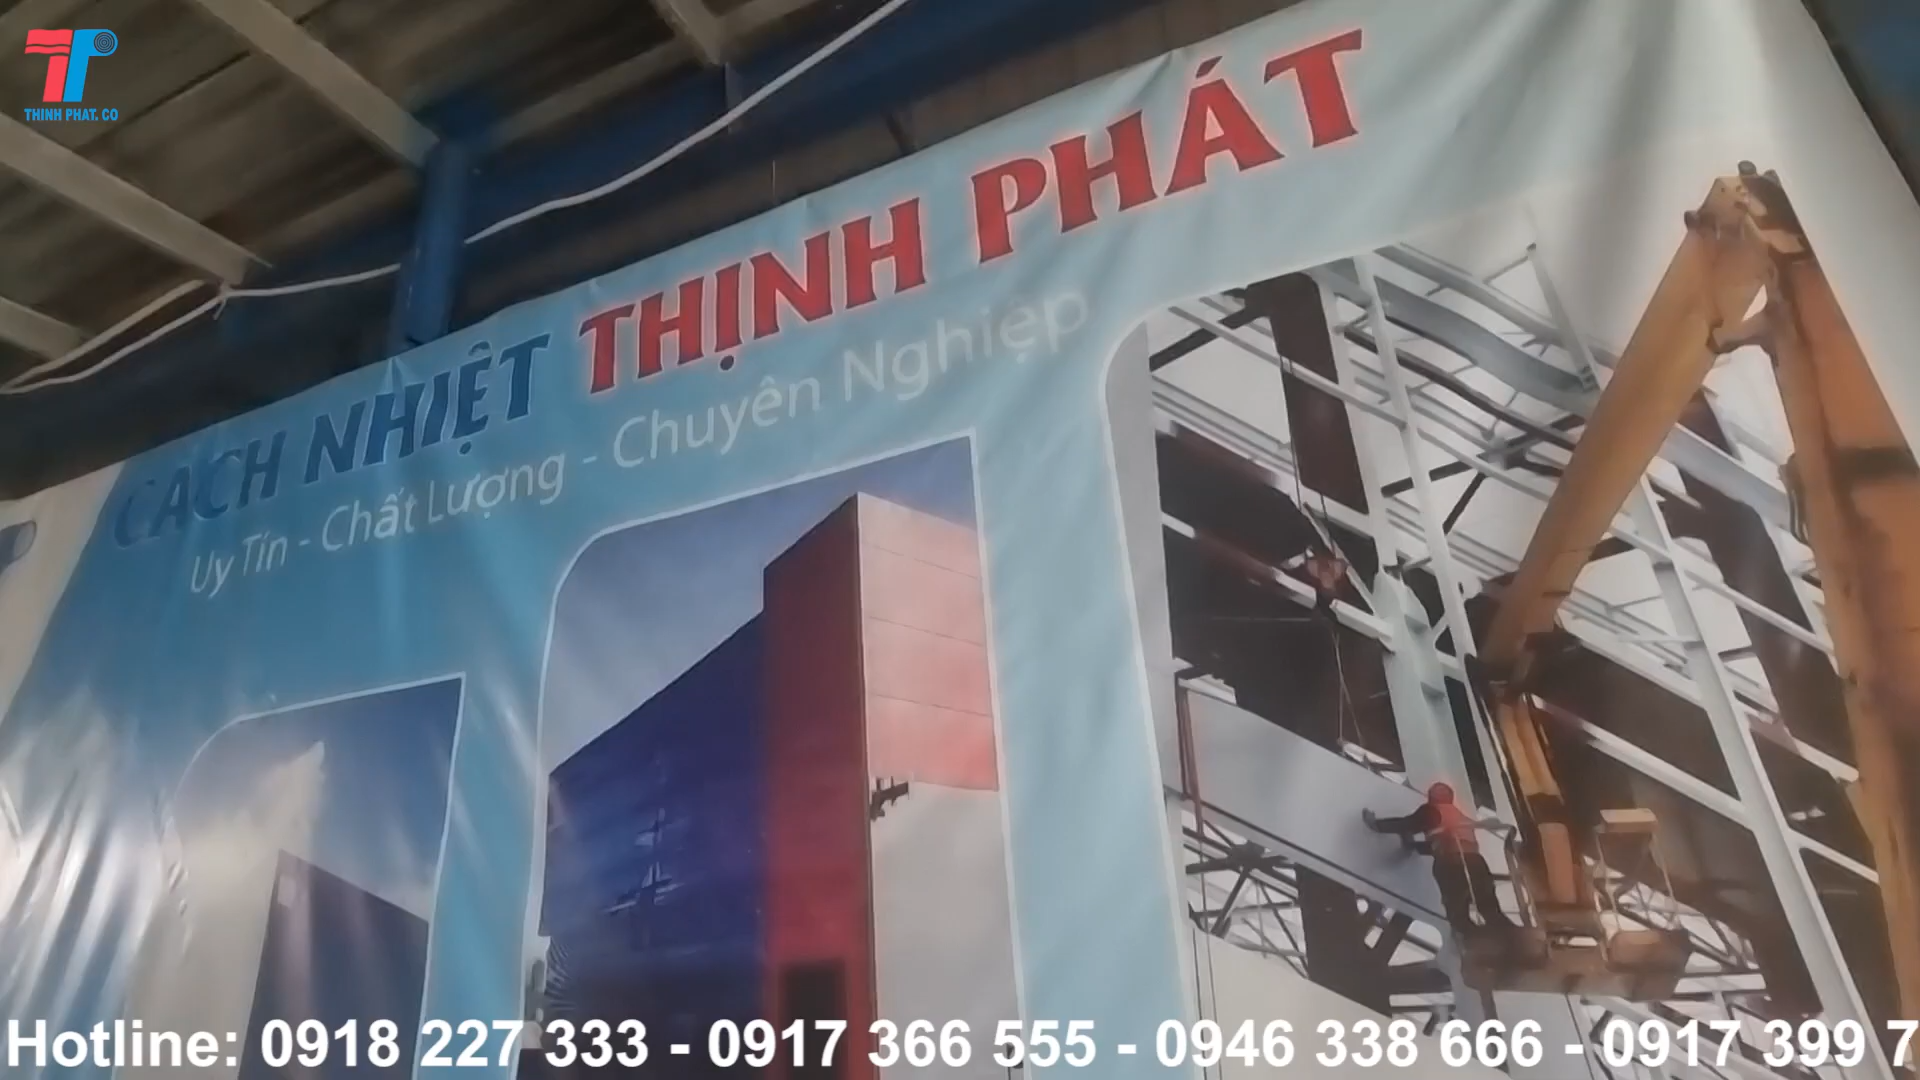 THINH PHAT. CO
CÁCH NHIỆT THỊNH PHÁT
Uy Tín - Chất Lượng - Chuyên Nghiệp
Hotline: 0918 227 333 - 0917 366 555 - 0946 338 666 - 0917 399 7